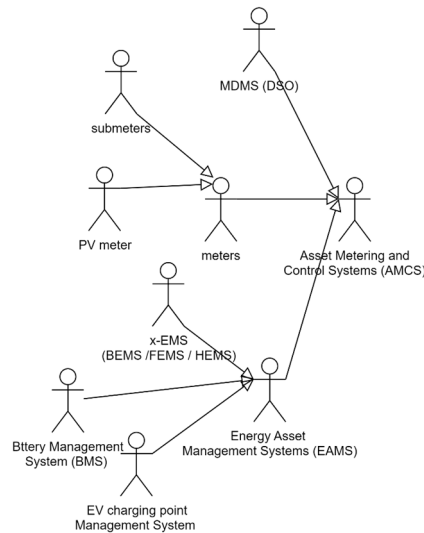 MDMS (DSO)
submeters
PV meter
meters
Asset Metering and
Control Systems (AMCS)
x-EMS
(BEMS /FEMS / HEMS)
Bttery Management
System (BMS)
Energy Asset
Management Systems (EAMS)
EV charging point
Management System